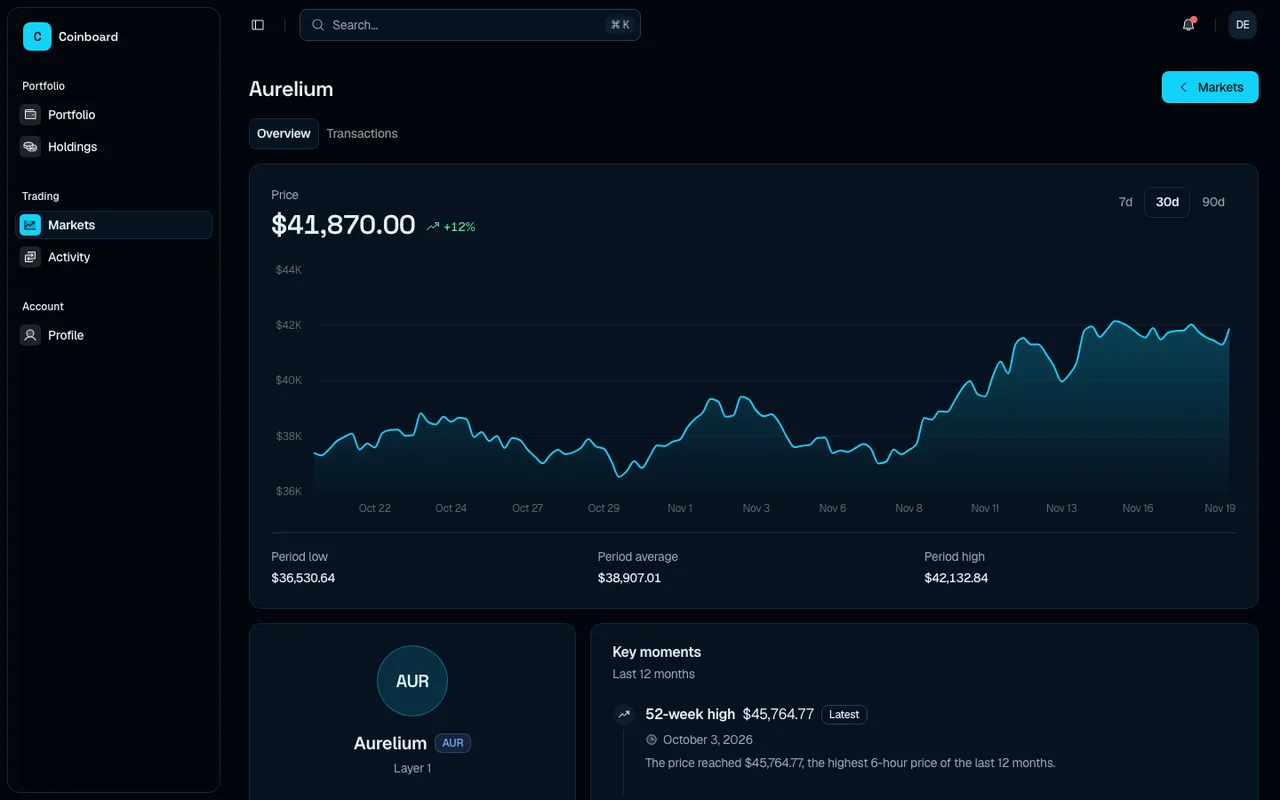 C Coinboard
Search...
⌘ K
DE
Portfolio
Portfolio
Holdings
Trading
Markets
Activity
Account
Profile
Aurelium
Markets
Overview Transactions
Price
$41,870.00 +12%
7d 30d 90d
$44K
$42K
$40K
$38K
$36K
Oct 22 Oct 24 Oct 27 Oct 29 Nov 1 Nov 3 Nov 6 Nov 8 Nov 11 Nov 13 Nov 16 Nov 19
Period low Period average Period high
$36,530.64 $38,907.01 $42,132.84
AUR
Aurelium AUR
Layer 1
Key moments
Last 12 months
52-week high $45,764.77 Latest
October 3, 2026
The price reached $45,764.77, the highest 6-hour price of the last 12 months.